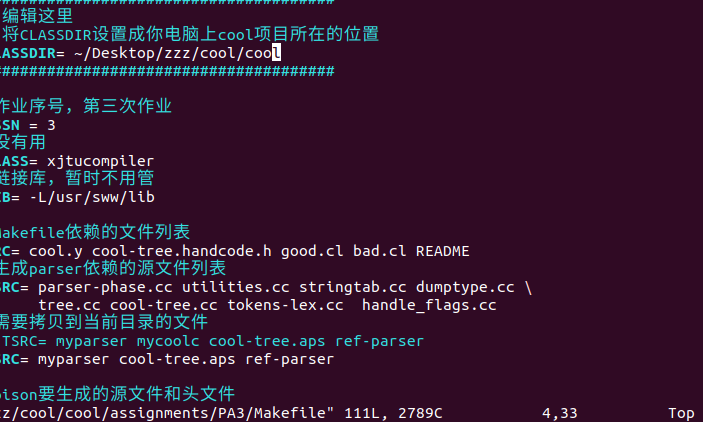 ######################################
编辑这里
将CLASSDIR设置成你电脑上cool项目所在的位置
LASSDIR= ~/Desktop/zzz/cool/cool
######################################
作业序号，第三次作业
SSN = 3
没有用
LASS= xjtucompiler
链接库，暂时不用管
IB= -L/usr/sww/lib
Makefile依赖的文件列表
RC= cool.y cool-tree.handcode.h good.cl bad.cl README
生成parser依赖的源文件列表
SRC= parser-phase.cc utilities.cc stringtab.cc dumptype.cc \
tree.cc cool-tree.cc tokens-lex.cc handle_flags.cc
需要拷贝到当前目录的文件
TSRC= myparser mycoolc cool-tree.aps ref-parser
SRC= myparser cool-tree.aps ref-parser
bison要生成的源文件和头文件
zz/cool/cool/assignments/PA3/Makefile" 111L, 2789C 4,33 Top